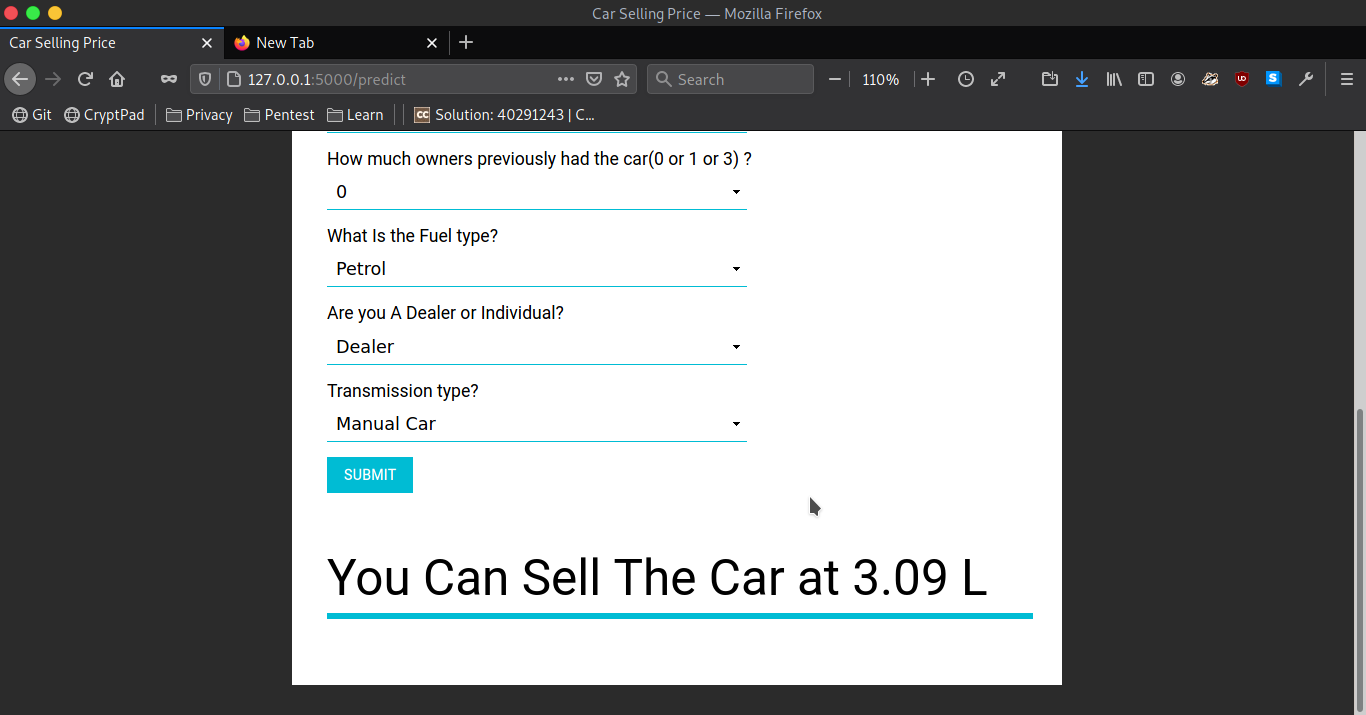 Car Selling Price — Mozilla Firefox
Car Selling Price
New Tab
127.0.0.1:5000/predict
Search
110%
Git
CryptPad
Privacy
Pentest
Learn
CC Solution: 40291243 | C...
How much owners previously had the car(0 or 1 or 3) ?
0
What Is the Fuel type?
Petrol
Are you A Dealer or Individual?
Dealer
Transmission type?
Manual Car
SUBMIT
You Can Sell The Car at 3.09 L